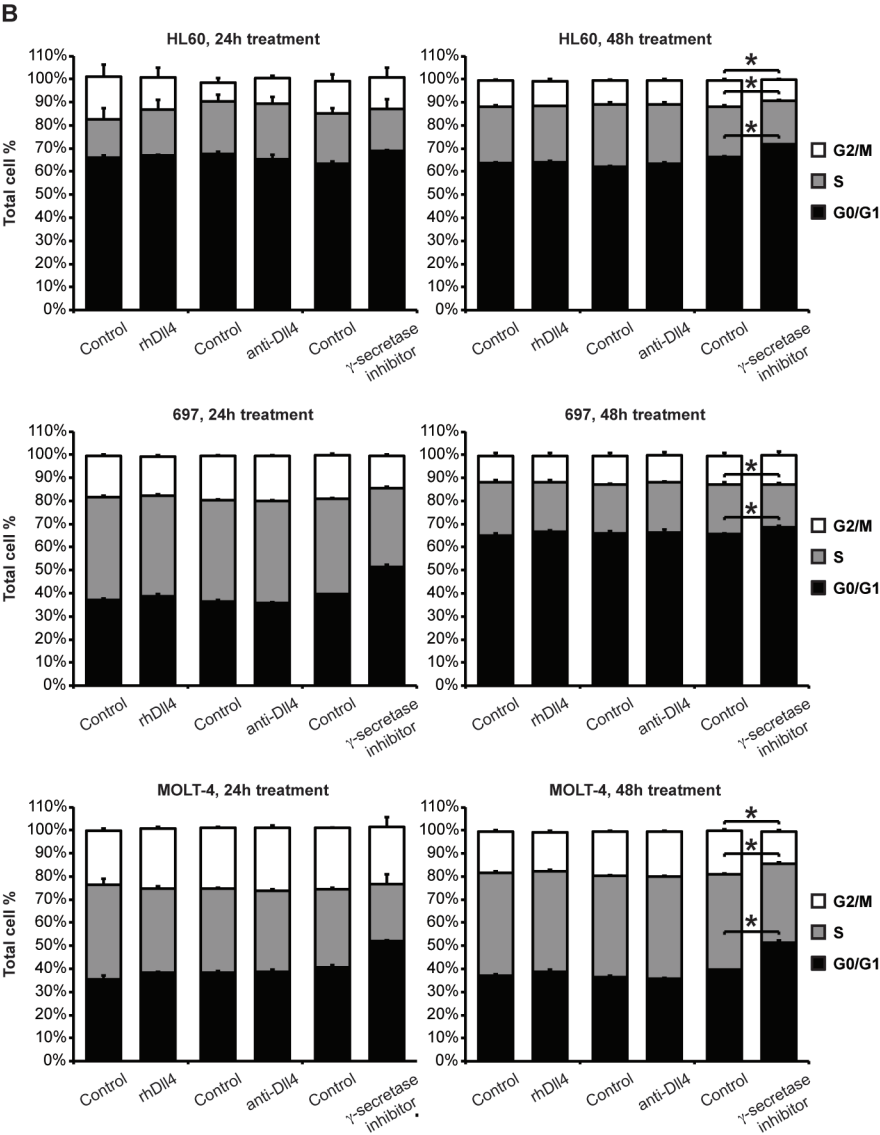 B
HL60, 24h treatment
Total cell %
110%
100%
90%
80%
70%
60%
50%
40%
30%
20%
10%
0%
Control
rhDll4
Control
anti-Dll4
Control
γ-secretase
inhibitor
HL60, 48h treatment
110%
100%
90%
80%
70%
60%
50%
40%
30%
20%
10%
0%
*
*
*
Control
rhDll4
Control
anti-Dll4
Control
γ-secretase
inhibitor
G2/M
S
G0/G1
697, 24h treatment
Total cell %
110%
100%
90%
80%
70%
60%
50%
40%
30%
20%
10%
0%
Control
rhDll4
Control
anti-Dll4
Control
γ-secretase
inhibitor
697, 48h treatment
110%
100%
90%
80%
70%
60%
50%
40%
30%
20%
10%
0%
*
*
Control
rhDll4
Control
anti-Dll4
Control
γ-secretase
inhibitor
G2/M
S
G0/G1
MOLT-4, 24h treatment
Total cell %
110%
100%
90%
80%
70%
60%
50%
40%
30%
20%
10%
0%
Control
rhDll4
Control
anti-Dll4
Control
γ-secretase
inhibitor
MOLT-4, 48h treatment
110%
100%
90%
80%
70%
60%
50%
40%
30%
20%
10%
0%
*
*
*
Control
rhDll4
Control
anti-Dll4
Control
γ-secretase
inhibitor
G2/M
S
G0/G1